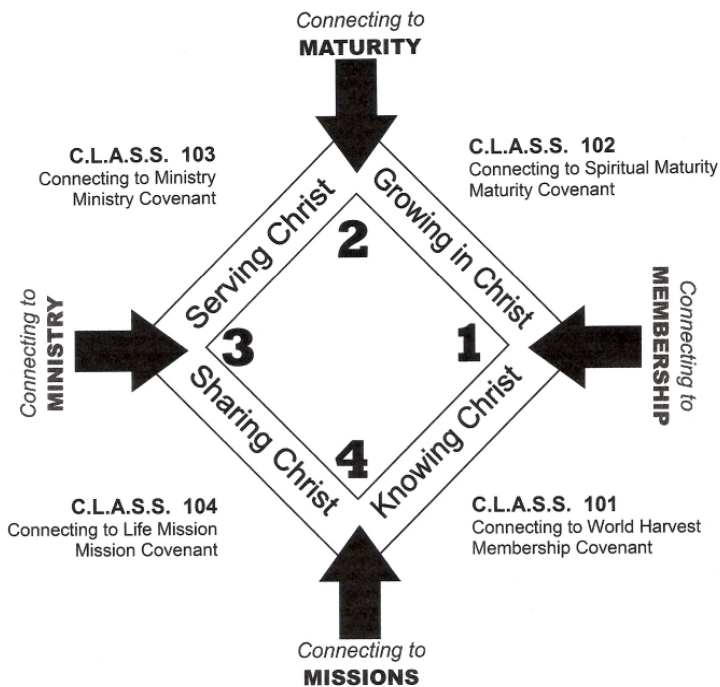 Connecting to
MATURITY
C.L.A.S.S. 103
Connecting to Ministry
Ministry Covenant
C.L.A.S.S. 102
Connecting to Spiritual Maturity
Maturity Covenant
Serving Christ
Growing in Christ
2
Connecting to
MINISTRY
3
1
Connecting to
MEMBERSHIP
Sharing Christ
Knowing Christ
4
C.L.A.S.S. 104
Connecting to Life Mission
Mission Covenant
C.L.A.S.S. 101
Connecting to World Harvest
Membership Covenant
Connecting to
MISSIONS